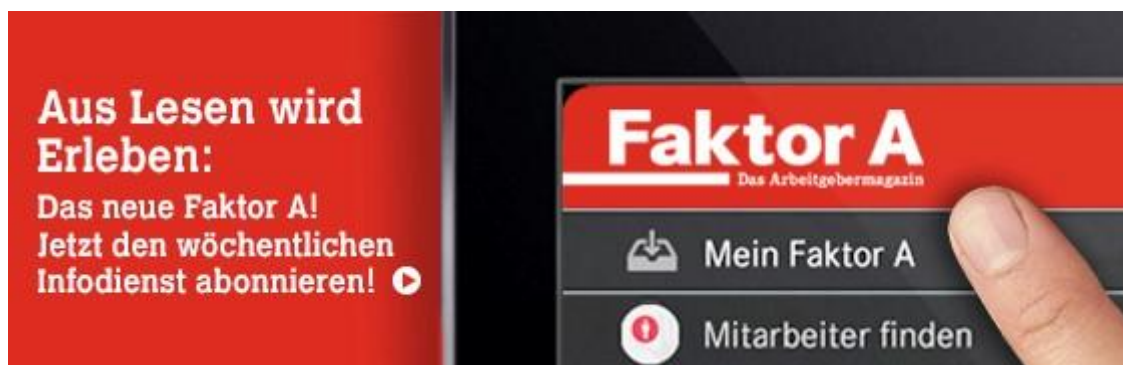 Aus Lesen wird
Erleben:
Das neue Faktor A!
Jetzt den wöchentlichen
Infodienst abonnieren!
Faktor A
Das Arbeitgebermagazin
Mein Faktor A
Mitarbeiter finden